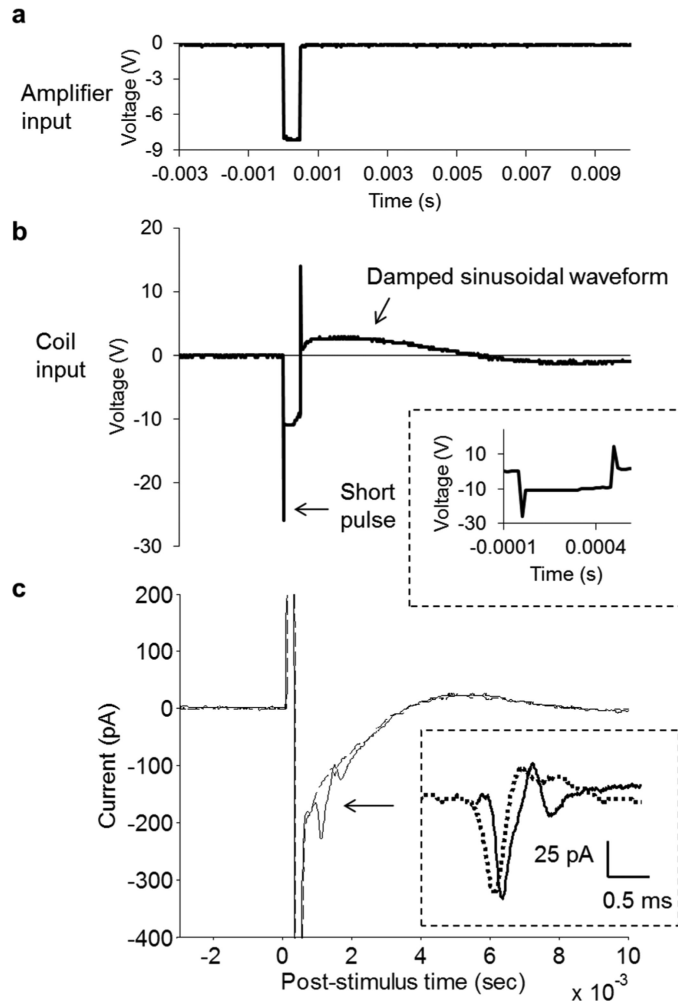 a
Amplifier
input
Voltage (V)
0
-3
-6
-9
-0.003 -0.001 0.001 0.003 0.005 0.007 0.009
Time (s)
b
Coil
input
Voltage (V)
20
10
0
-10
-20
-30
Damped sinusoidal waveform
Short
pulse
Voltage (V)
10
-10
-30
-0.0001 0.0004
Time (s)
c
Current (pA)
200
100
0
-100
-200
-300
-400
25 pA
0.5 ms
-2 0 2 4 6 8 10
Post-stimulus time (sec)
x 10-3